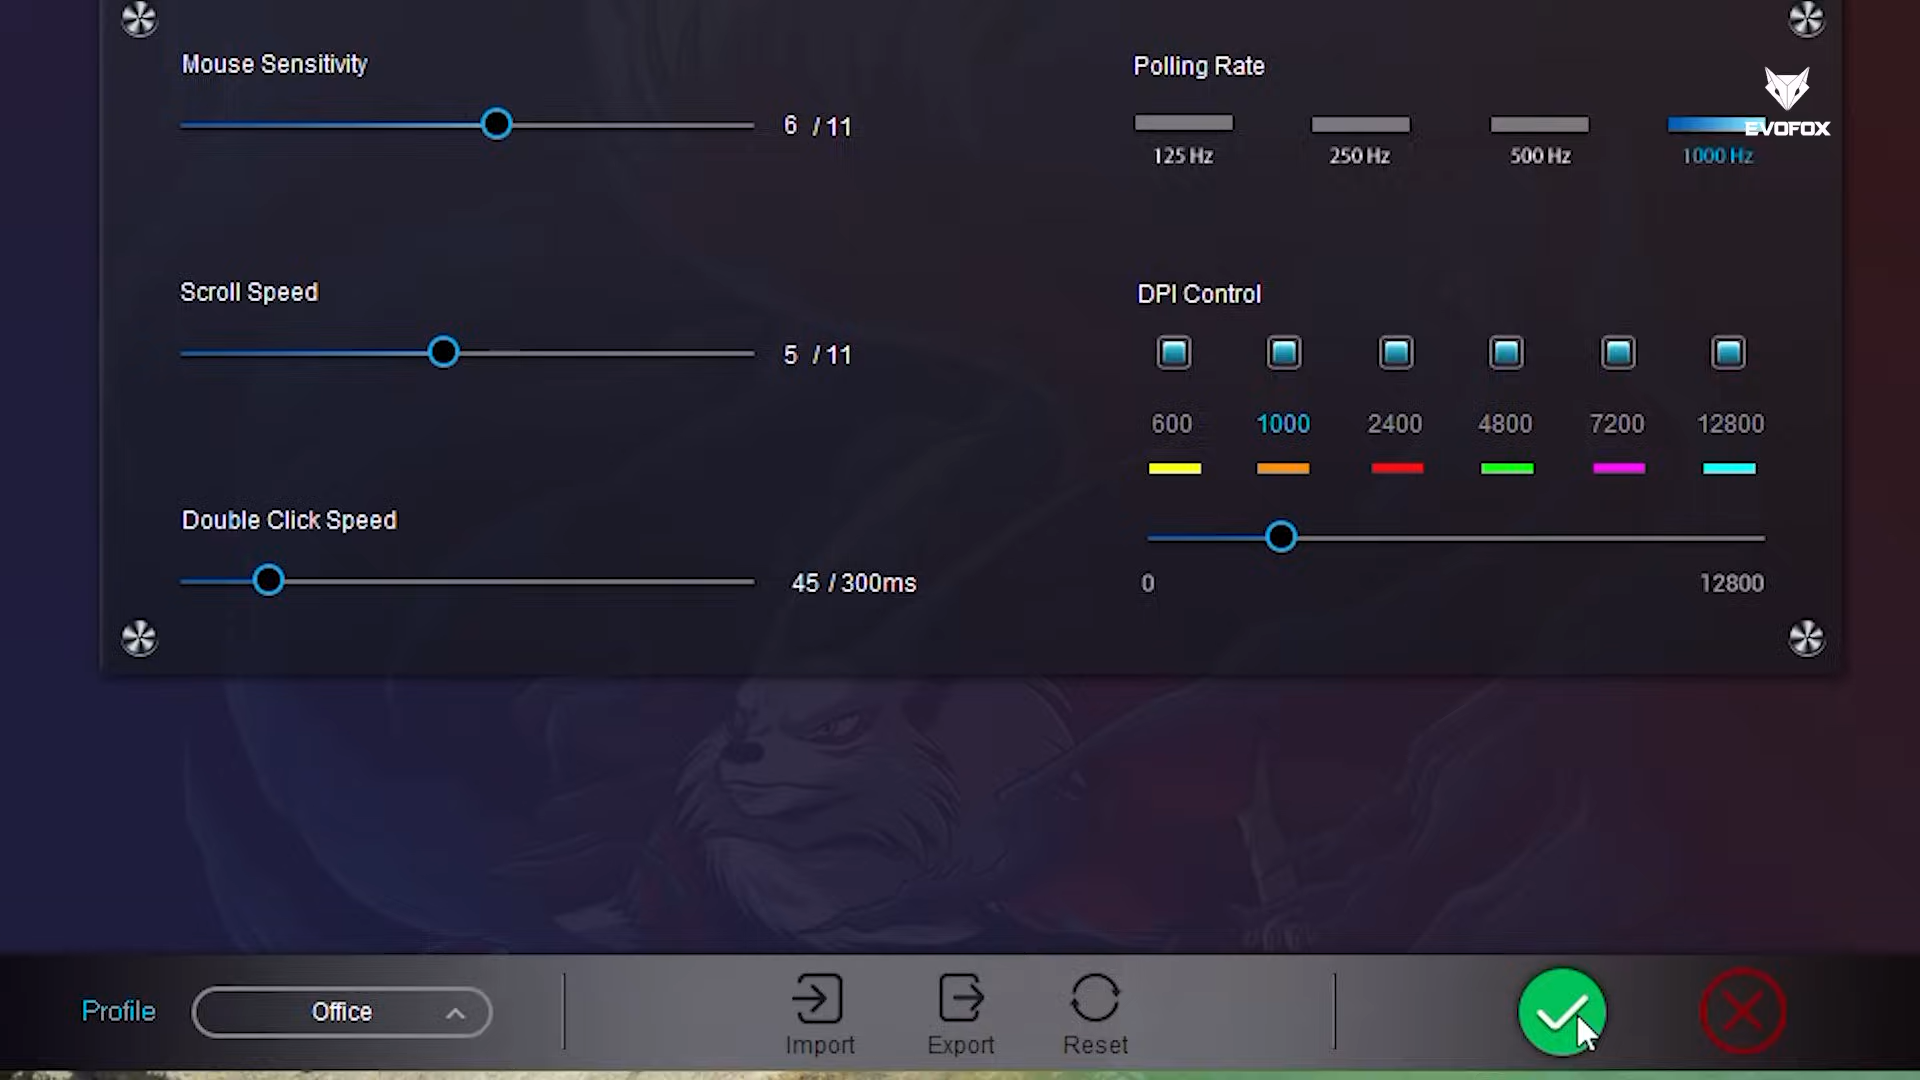 Mouse Sensitivity
6 / 11
Scroll Speed
5 / 11
Double Click Speed
45 / 300ms
Polling Rate
125 Hz 250 Hz 500 Hz 1000 Hz
EVOFOX
DPI Control
600 1000 2400 4800 7200 12800
0 12800
Profile Office Import Export Reset